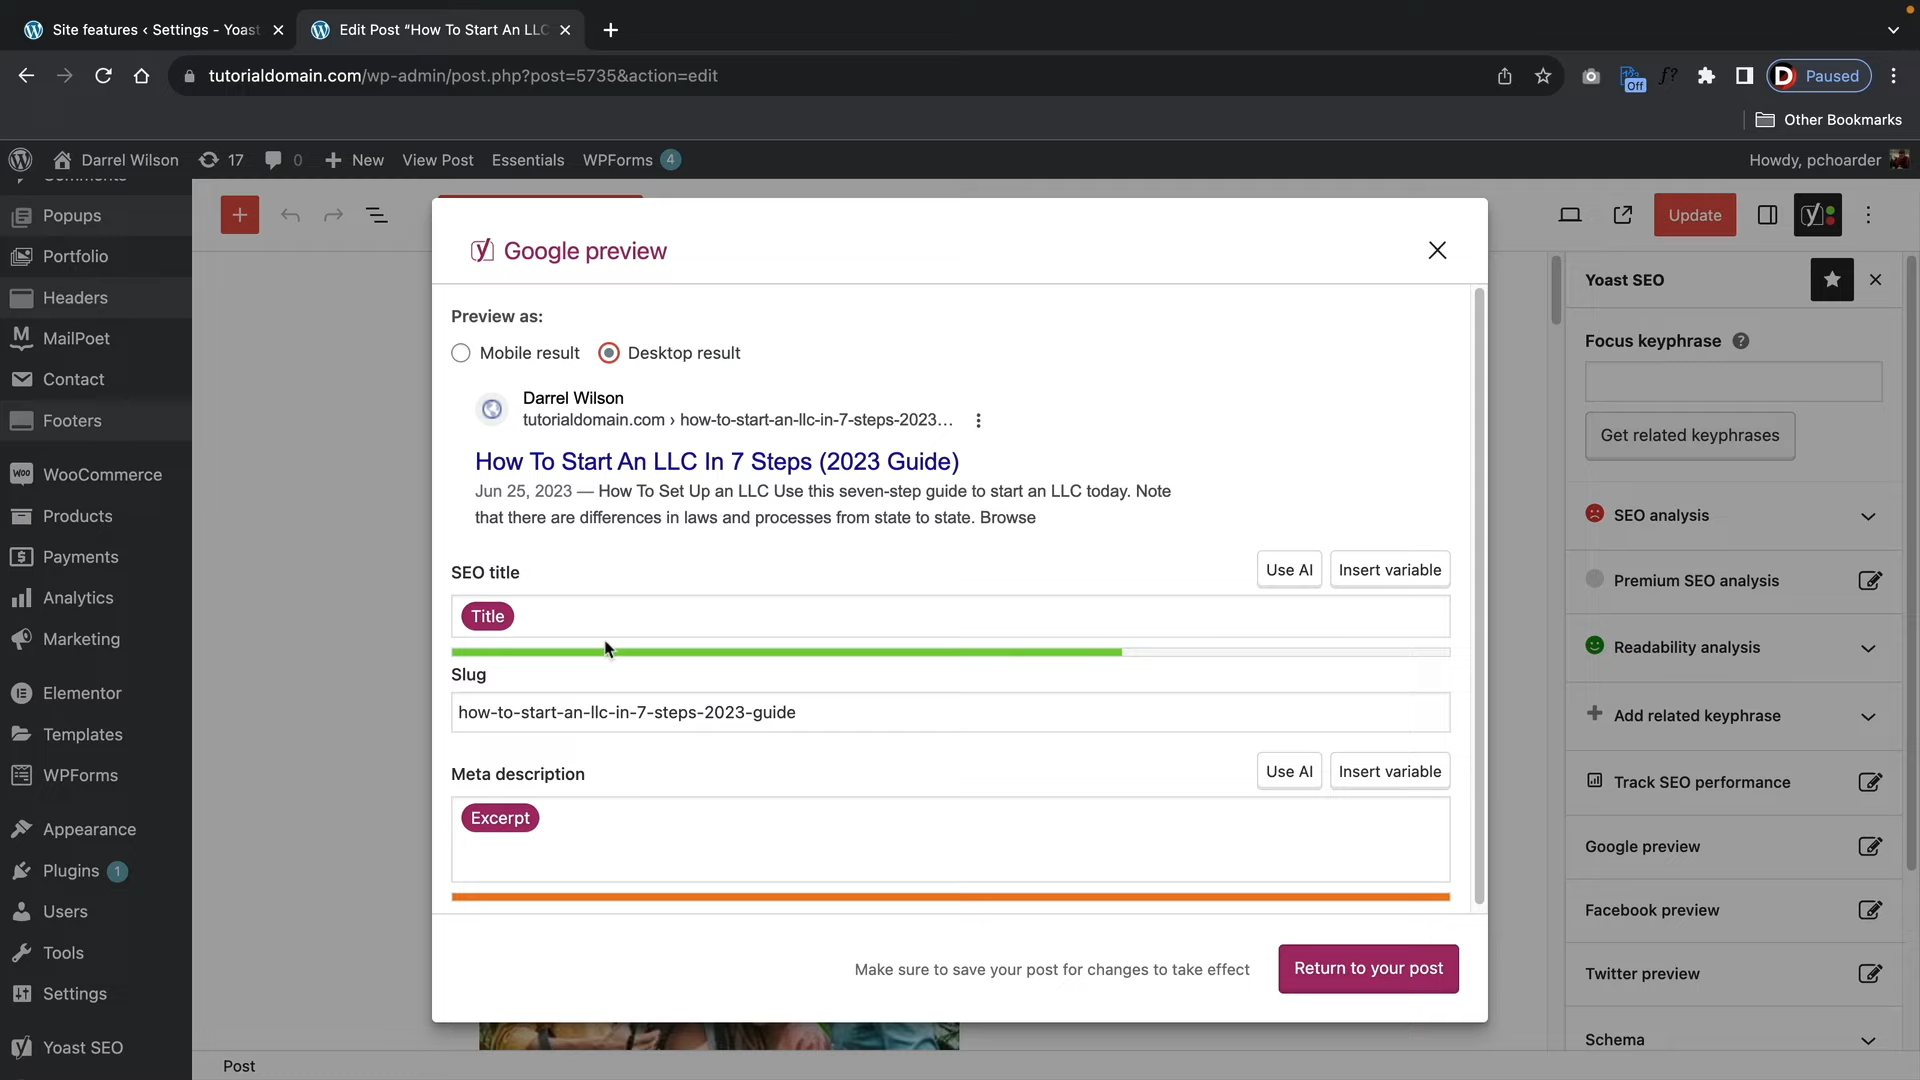 Site features ‹ Settings - Yoast
Edit Post “How To Start An LLC
tutorialdomain.com/wp-admin/post.php?post=5735&action=edit
Off
f?
D Paused
Other Bookmarks
Darrel Wilson
17
0
New
View Post
Essentials
WPForms 4
Howdy, pchoarder
Comments
Popups
Portfolio
Headers
MailPoet
Contact
Footers
WooCommerce
Products
Payments
Analytics
Marketing
Elementor
Templates
WPForms
Appearance
Plugins 1
Users
Tools
Settings
Yoast SEO
Update
Google preview
Preview as:
Mobile result
Desktop result
Darrel Wilson
tutorialdomain.com › how-to-start-an-llc-in-7-steps-2023...
How To Start An LLC In 7 Steps (2023 Guide)
Jun 25, 2023 — How To Set Up an LLC Use this seven-step guide to start an LLC today. Note
that there are differences in laws and processes from state to state. Browse
SEO title
Use AI
Insert variable
Title
Slug
how-to-start-an-llc-in-7-steps-2023-guide
Meta description
Use AI
Insert variable
Excerpt
Make sure to save your post for changes to take effect
Return to your post
Post
Yoast SEO
Focus keyphrase
Get related keyphrases
SEO analysis
Premium SEO analysis
Readability analysis
Add related keyphrase
Track SEO performance
Google preview
Facebook preview
Twitter preview
Schema